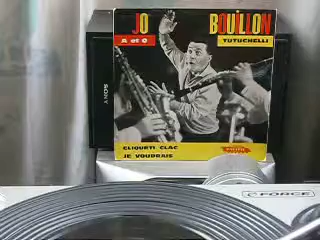 JO BOUILLON
A et O TUTUCHELLI
SONY
CLIQUETI CLAC
JE VOUDRAIS
C FORCE